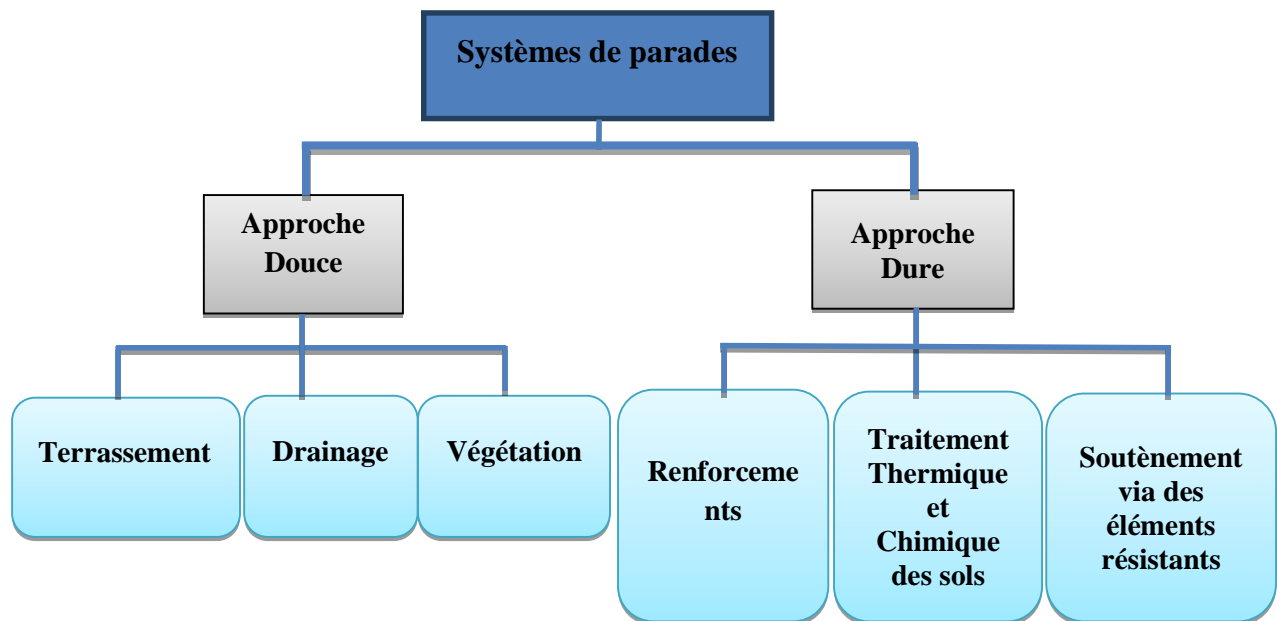 Systèmes de parades
Approche
Douce
Approche
Dure
Terrassement
Drainage
Végétation
Renforceme
nts
Traitement
Thermique
et
Chimique
des sols
Soutènement
via des
éléments
résistants